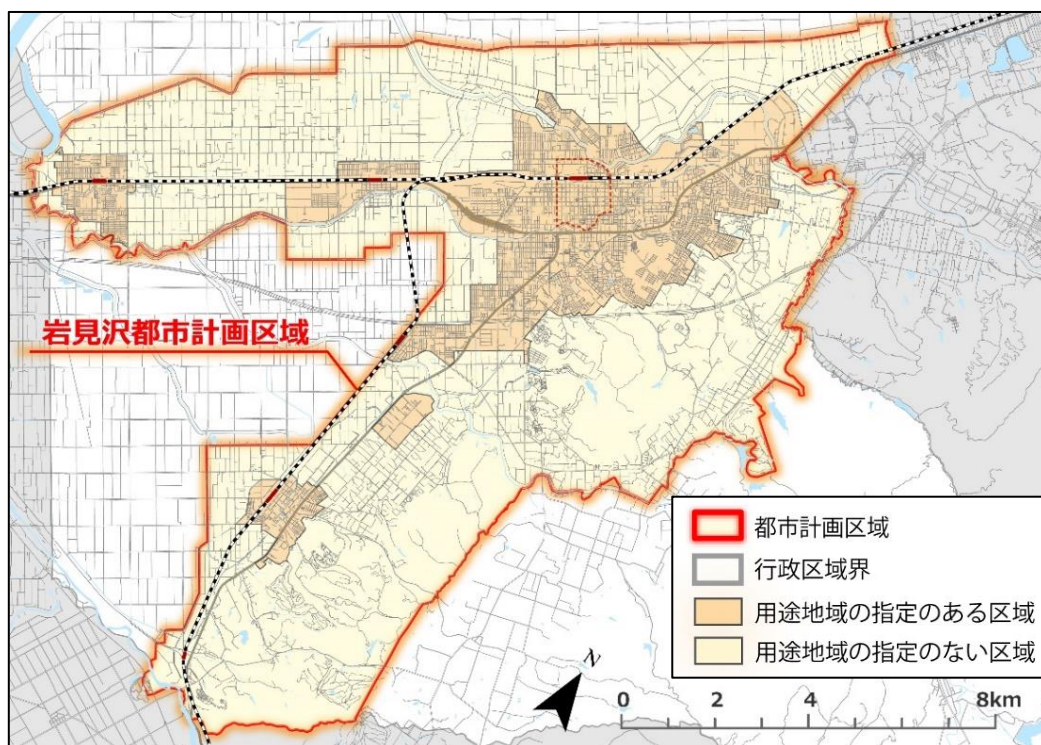 岩見沢都市計画区域
都市計画区域
行政区域界
用途地域の指定のある区域
用途地域の指定のない区域
N
0 2 4 8km